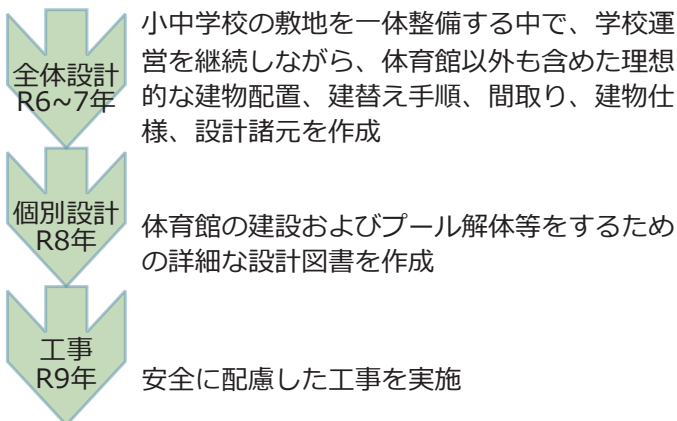 全体設計
R6~7年
小中学校の敷地を一体整備する中で、学校運
営を継続しながら、体育館以外も含めた理想
的な建物配置、建替え手順、間取り、建物仕
様、設計諸元を作成
個別設計
R8年
体育館の建設およびプール解体等をするため
の詳細な設計図書を作成
工事
R9年
安全に配慮した工事を実施